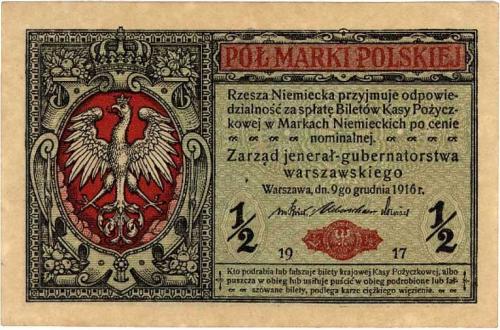 PÓŁ MARKI POLSKIEJ
Rzesza Niemiecka przyjmuje odpowie-
dzialność za spłatę Biletów Kasy Pożycz-
kowej w Markach Niemieckich po cenie
nominalnej.
Zarząd jenerał-gubernatorstwa
warszawskiego
Warszawa, dn. 9go grudnia 1916 r.
1/2 1/2
19 17
Kto podrabia lub fałszuje bilety krajowej Kasy Pożyczkowej, albo
puszcza w obieg lub usiłuje puścić w obieg podrobione lub fał-
szowane bilety, podlega karze ciężkiego więzienia.